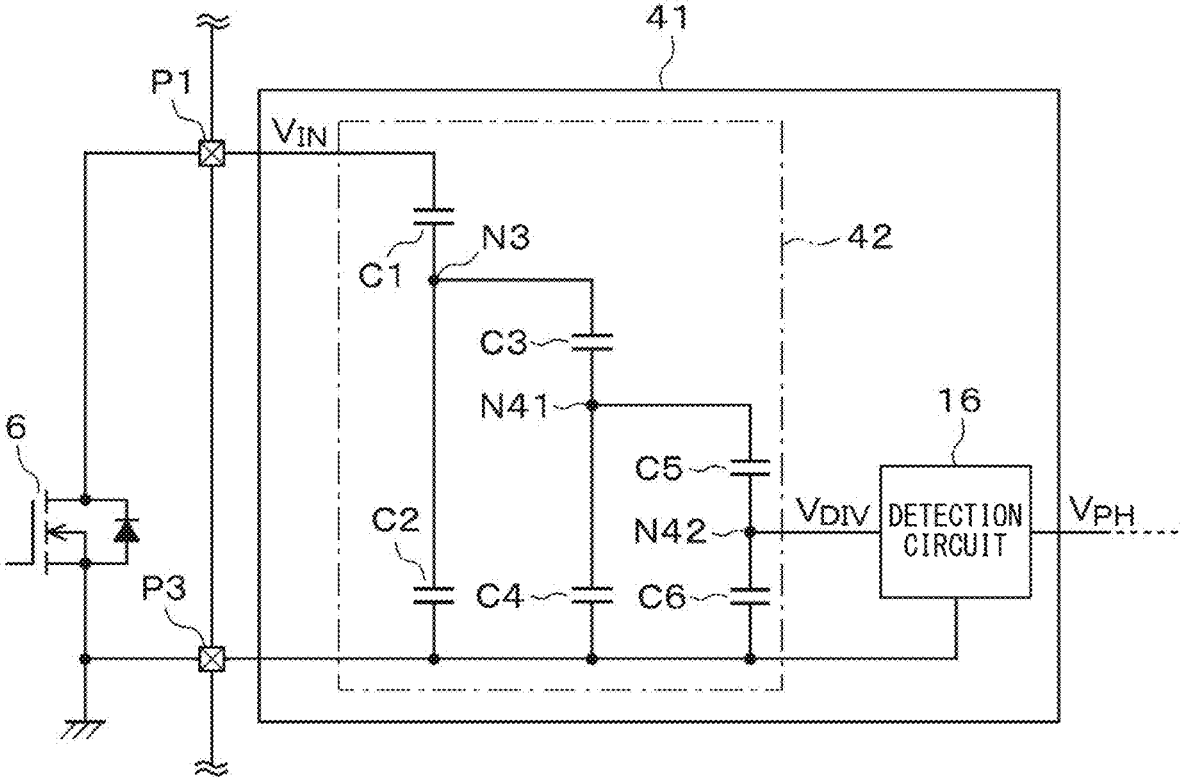 41
P1
VIN
N3
42
C1
C3
N41
16
6
C5
C2
VDIV
DETECTION
CIRCUIT
VPH
N42
P3
C4
C6